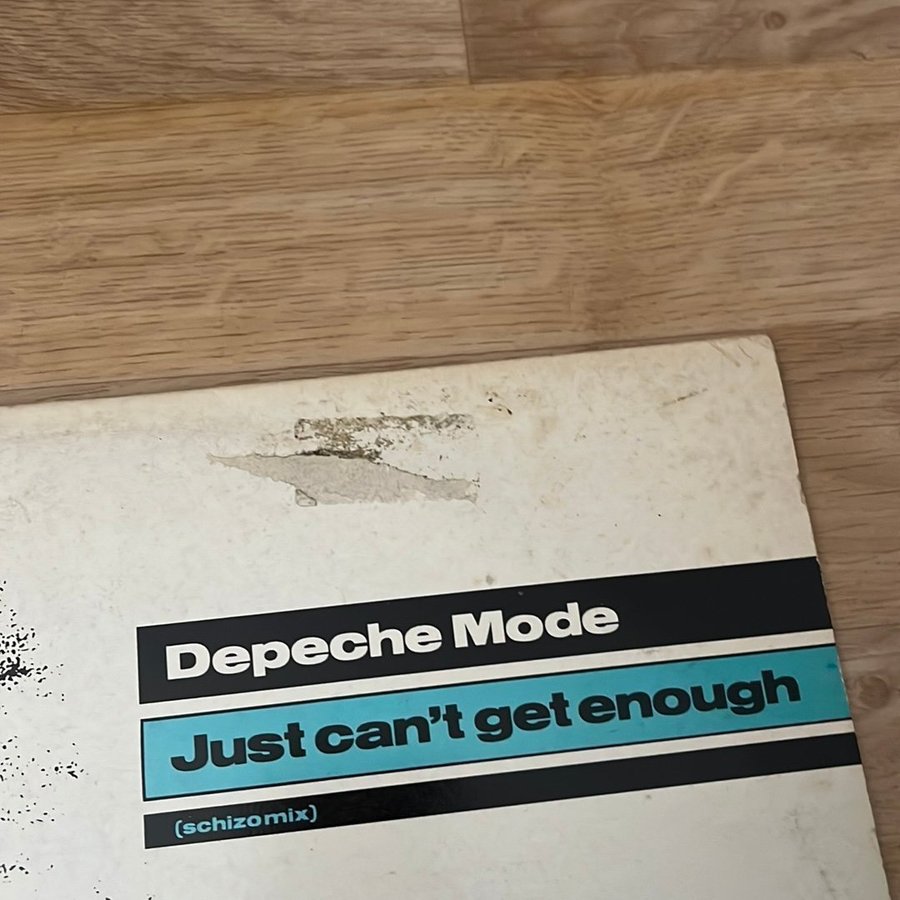 Depeche Mode
Just can't get enough
(schizo mix)